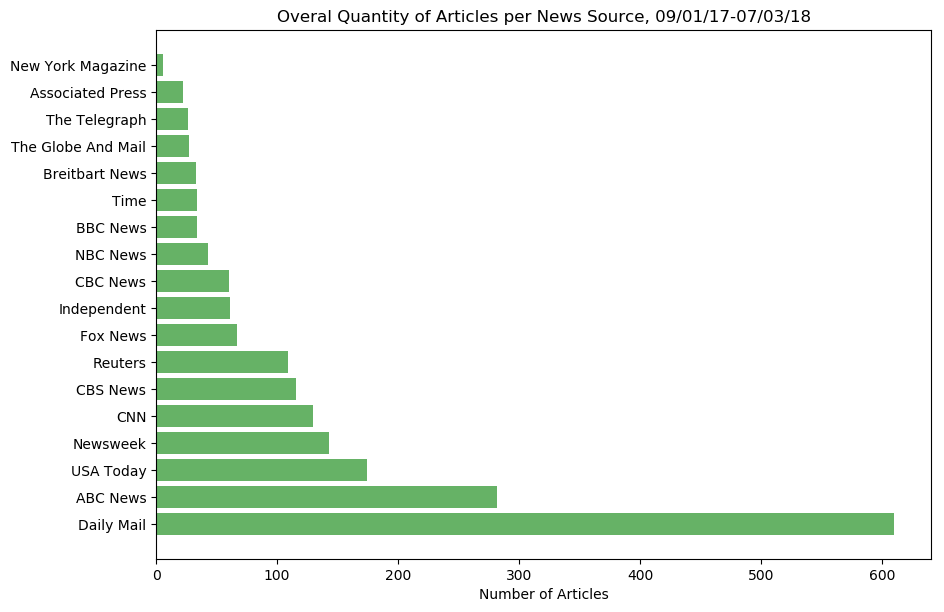 Overal Quantity of Articles per News Source, 09/01/17-07/03/18
New York Magazine
Associated Press
The Telegraph
The Globe And Mail
Breitbart News
Time
BBC News
NBC News
CBC News
Independent
Fox News
Reuters
CBS News
CNN
Newsweek
USA Today
ABC News
Daily Mail
0 100 200 300 400 500 600
Number of Articles